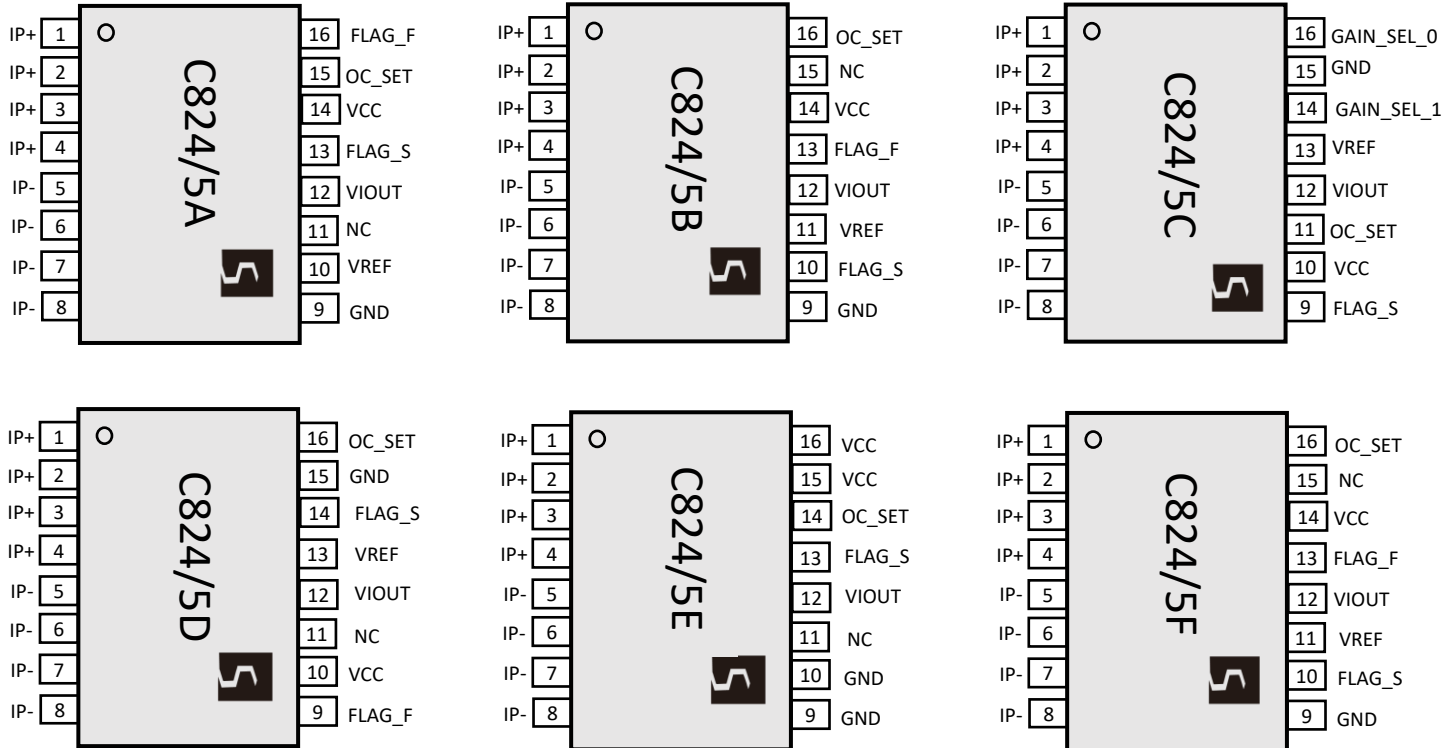 IP+ 1 16 FLAG_F
IP+ 2 15 OC_SET
IP+ 3 14 VCC
IP+ 4 13 FLAG_S
IP- 5 12 VIOUT
IP- 6 11 NC
IP- 7 10 VREF
IP- 8 9 GND
C824/5A
IP+ 1 16 OC_SET
IP+ 2 15 NC
IP+ 3 14 VCC
IP+ 4 13 FLAG_F
IP- 5 12 VIOUT
IP- 6 11 VREF
IP- 7 10 FLAG_S
IP- 8 9 GND
C824/5B
IP+ 1 16 GAIN_SEL_0
IP+ 2 15 GND
IP+ 3 14 GAIN_SEL_1
IP+ 4 13 VREF
IP- 5 12 VIOUT
IP- 6 11 OC_SET
IP- 7 10 VCC
IP- 8 9 FLAG_S
C824/5C
IP+ 1 16 OC_SET
IP+ 2 15 GND
IP+ 3 14 FLAG_S
IP+ 4 13 VREF
IP- 5 12 VIOUT
IP- 6 11 NC
IP- 7 10 VCC
IP- 8 9 FLAG_F
C824/5D
IP+ 1 16 VCC
IP+ 2 15 VCC
IP+ 3 14 OC_SET
IP+ 4 13 FLAG_S
IP- 5 12 VIOUT
IP- 6 11 NC
IP- 7 10 GND
IP- 8 9 GND
C824/5E
IP+ 1 16 OC_SET
IP+ 2 15 NC
IP+ 3 14 VCC
IP+ 4 13 FLAG_F
IP- 5 12 VIOUT
IP- 6 11 VREF
IP- 7 10 FLAG_S
IP- 8 9 GND
C824/5F